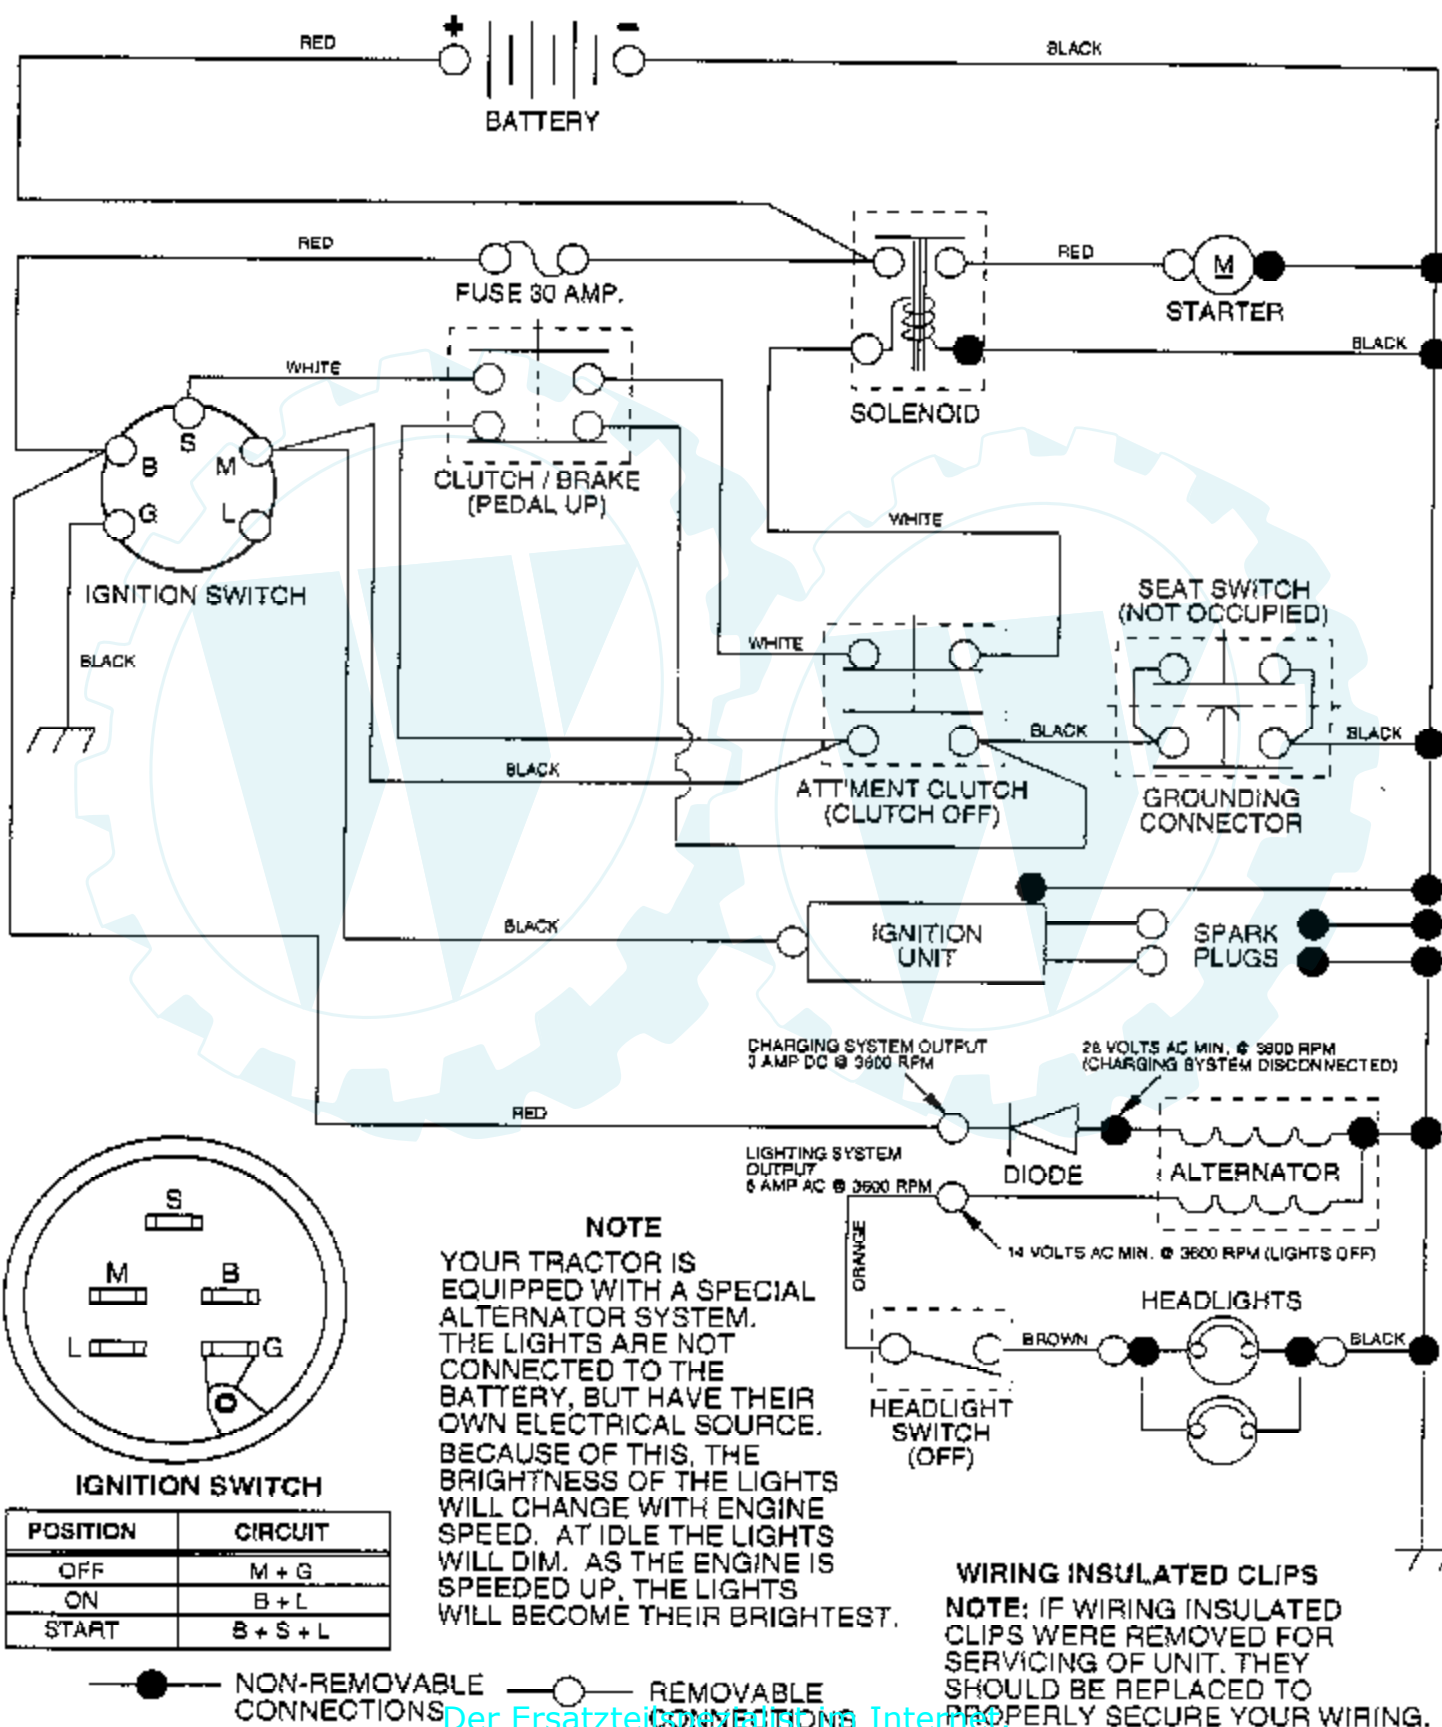 + -
RED
BLACK
BATTERY
RED
FUSE 30 AMP.
RED
M
STARTER
BLACK
SOLENOID
WHITE
S
B
M
G
L
IGNITION SWITCH
CLUTCH / BRAKE
(PEDAL UP)
WHITE
BLACK
WHITE
SEAT SWITCH
(NOT OCCUPIED)
BLACK
BLACK
BLACK
ATT'MENT CLUTCH
(CLUTCH OFF)
GROUNDING
CONNECTOR
BLACK
IGNITION
UNIT
SPARK
PLUGS
CHARGING SYSTEM OUTPUT
3 AMP DC @ 3600 RPM
28 VOLTS AC MIN. @ 3600 RPM
(CHARGING SYSTEM DISCONNECTED)
RED
DIODE
ALTERNATOR
LIGHTING SYSTEM
OUTPUT
5 AMP AC @ 3600 RPM
14 VOLTS AC MIN. @ 3600 RPM (LIGHTS OFF)
ORANGE
HEADLIGHTS
BROWN
BLACK
HEADLIGHT
SWITCH
(OFF)
S
M
B
L
G
IGNITION SWITCH
POSITION CIRCUIT
OFF M + G
ON B + L
START B + S + L
NOTE
YOUR TRACTOR IS
EQUIPPED WITH A SPECIAL
ALTERNATOR SYSTEM.
THE LIGHTS ARE NOT
CONNECTED TO THE
BATTERY, BUT HAVE THEIR
OWN ELECTRICAL SOURCE.
BECAUSE OF THIS, THE
BRIGHTNESS OF THE LIGHTS
WILL CHANGE WITH ENGINE
SPEED. AT IDLE THE LIGHTS
WILL DIM. AS THE ENGINE IS
SPEEDED UP, THE LIGHTS
WILL BECOME THEIR BRIGHTEST.
WIRING INSULATED CLIPS
NOTE: IF WIRING INSULATED
CLIPS WERE REMOVED FOR
SERVICING OF UNIT, THEY
SHOULD BE REPLACED TO
PROPERLY SECURE YOUR WIRING.
NON-REMOVABLE
CONNECTIONS
REMOVABLE
CONNECTIONS
Der Ersatzteilspezialist im Internet.